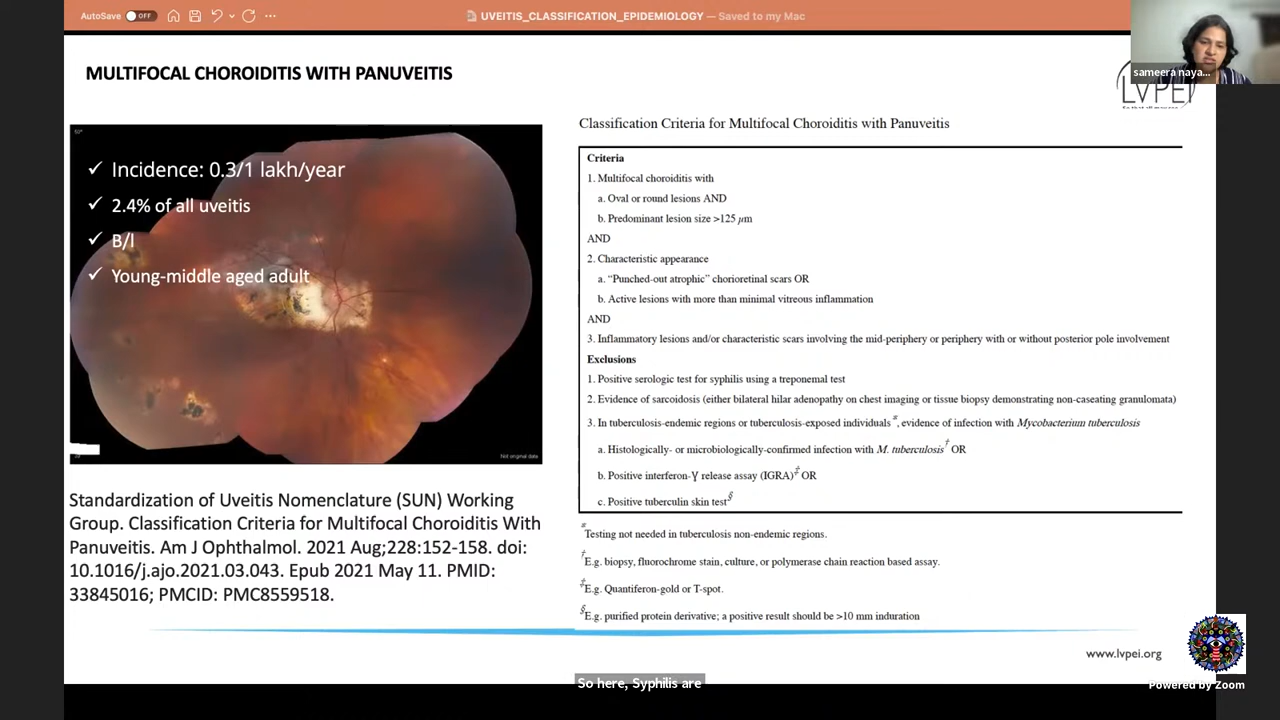 AutoSave OFF
UVEITIS_CLASSIFICATION_EPIDEMIOLOGY — Saved to my Mac
sameera naya...
LVPEI
MULTIFOCAL CHOROIDITIS WITH PANUVEITIS
50°
✓ Incidence: 0.3/1 lakh/year
✓ 2.4% of all uveitis
✓ B/l
✓ Young-middle aged adult
Not original data
Standardization of Uveitis Nomenclature (SUN) Working
Group. Classification Criteria for Multifocal Choroiditis With
Panuveitis. Am J Ophthalmol. 2021 Aug;228:152-158. doi:
10.1016/j.ajo.2021.03.043. Epub 2021 May 11. PMID:
33845016; PMCID: PMC8559518.
Classification Criteria for Multifocal Choroiditis with Panuveitis
Criteria
1. Multifocal choroiditis with
a. Oval or round lesions AND
b. Predominant lesion size >125 μm
AND
2. Characteristic appearance
a. “Punched-out atrophic” chorioretinal scars OR
b. Active lesions with more than minimal vitreous inflammation
AND
3. Inflammatory lesions and/or characteristic scars involving the mid-periphery or periphery with or without posterior pole involvement
Exclusions
1. Positive serologic test for syphilis using a treponemal test
2. Evidence of sarcoidosis (either bilateral hilar adenopathy on chest imaging or tissue biopsy demonstrating non-caseating granulomata)
3. In tuberculosis-endemic regions or tuberculosis-exposed individuals*, evidence of infection with Mycobacterium tuberculosis
a. Histologically- or microbiologically-confirmed infection with M. tuberculosis† OR
b. Positive interferon-Ɣ release assay (IGRA)‡ OR
c. Positive tuberculin skin test§
*Testing not needed in tuberculosis non-endemic regions.
†E.g. biopsy, fluorochrome stain, culture, or polymerase chain reaction based assay.
‡E.g. Quantiferon-gold or T-spot.
§E.g. purified protein derivative; a positive result should be >10 mm induration
www.lvpei.org
So here, Syphilis are
Powered by Zoom